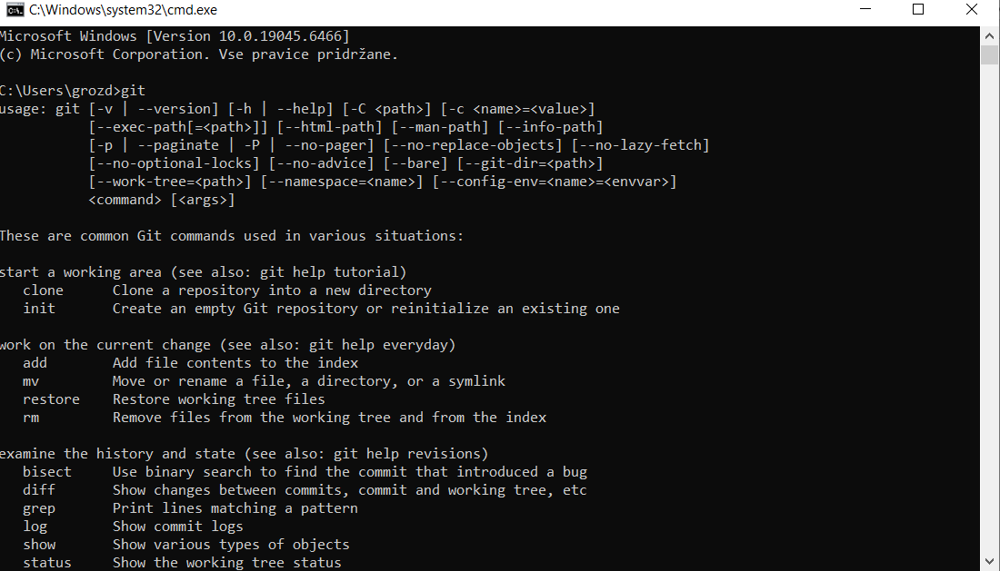 C:\Windows\system32\cmd.exe
Microsoft Windows [Version 10.0.19045.6466]
(c) Microsoft Corporation. Vse pravice pridržane.
C:\Users\grozd>git
usage: git [-v | --version] [-h | --help] [-C <path>] [-c <name>=<value>]
[--exec-path[=<path>]] [--html-path] [--man-path] [--info-path]
[-p | --paginate | -P | --no-pager] [--no-replace-objects] [--no-lazy-fetch]
[--no-optional-locks] [--no-advice] [--bare] [--git-dir=<path>]
[--work-tree=<path>] [--namespace=<name>] [--config-env=<name>=<envvar>]
<command> [<args>]
These are common Git commands used in various situations:
start a working area (see also: git help tutorial)
clone Clone a repository into a new directory
init Create an empty Git repository or reinitialize an existing one
work on the current change (see also: git help everyday)
add Add file contents to the index
mv Move or rename a file, a directory, or a symlink
restore Restore working tree files
rm Remove files from the working tree and from the index
examine the history and state (see also: git help revisions)
bisect Use binary search to find the commit that introduced a bug
diff Show changes between commits, commit and working tree, etc
grep Print lines matching a pattern
log Show commit logs
show Show various types of objects
status Show the working tree status